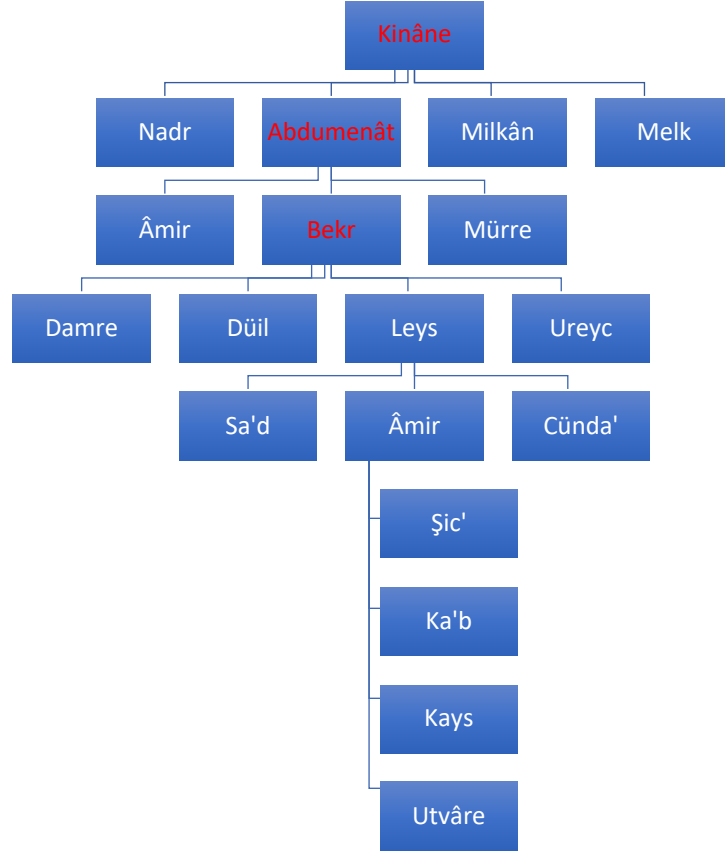 Kinâne
Nadr
Abdumenât
Milkân
Melk
Âmir
Bekr
Mürre
Damre
Düil
Leys
Ureyc
Sa'd
Âmir
Cünda'
Şic'
Ka'b
Kays
Utvâre